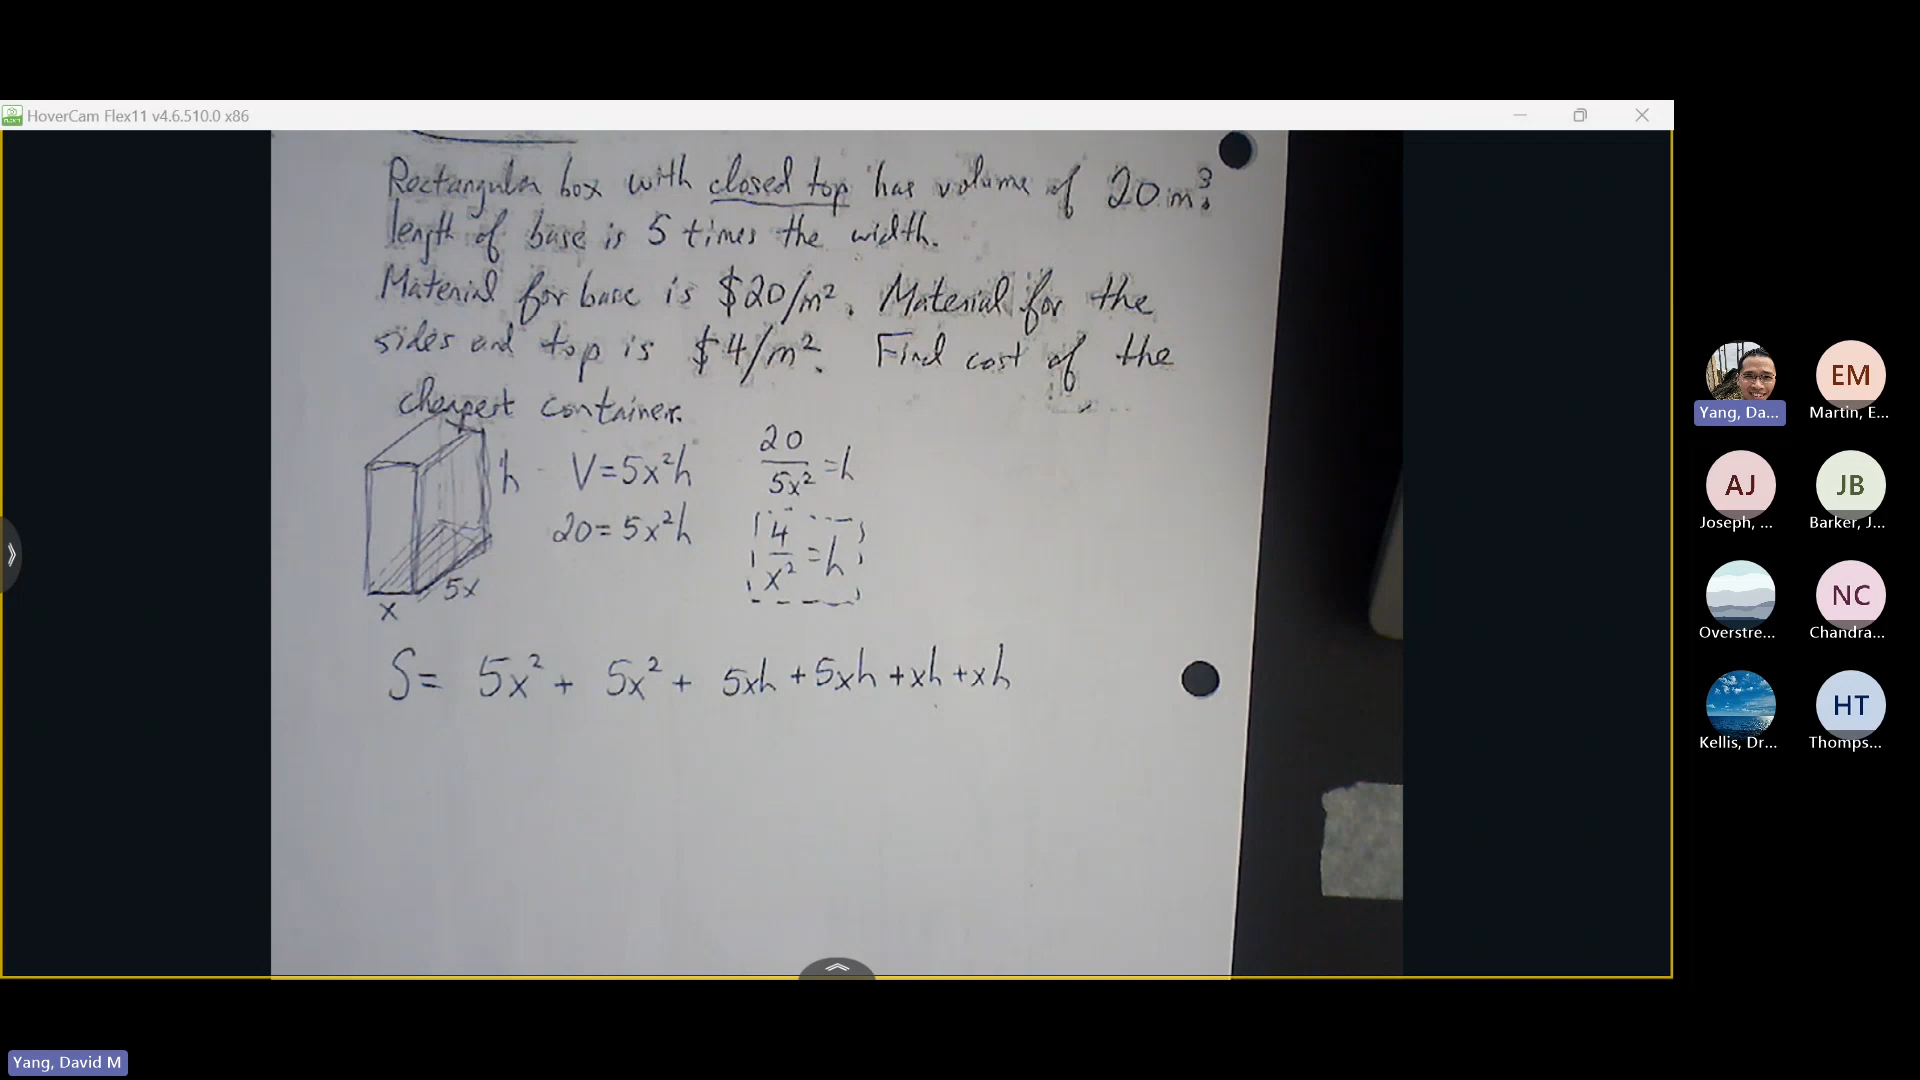 HoverCam Flex11 v4.6.510.0 x86
Rectangular box with closed top has volume of 20 m³.
length of base is 5 times the width.
Material for base is $20/m². Material for the
sides and top is $4/m². Find cost of the
cheapest container.
h
V=5x²h
20/5x² =h
20=5x²h
4/x² =h
5x
x
S= 5x² + 5x² + 5xh +5xh +xh +xh
Yang, Da...
EM
Martin, E...
AJ
Joseph, ...
JB
Barker, J...
Overstre...
NC
Chandra...
Kellis, Dr...
HT
Thomps...
Yang, David M